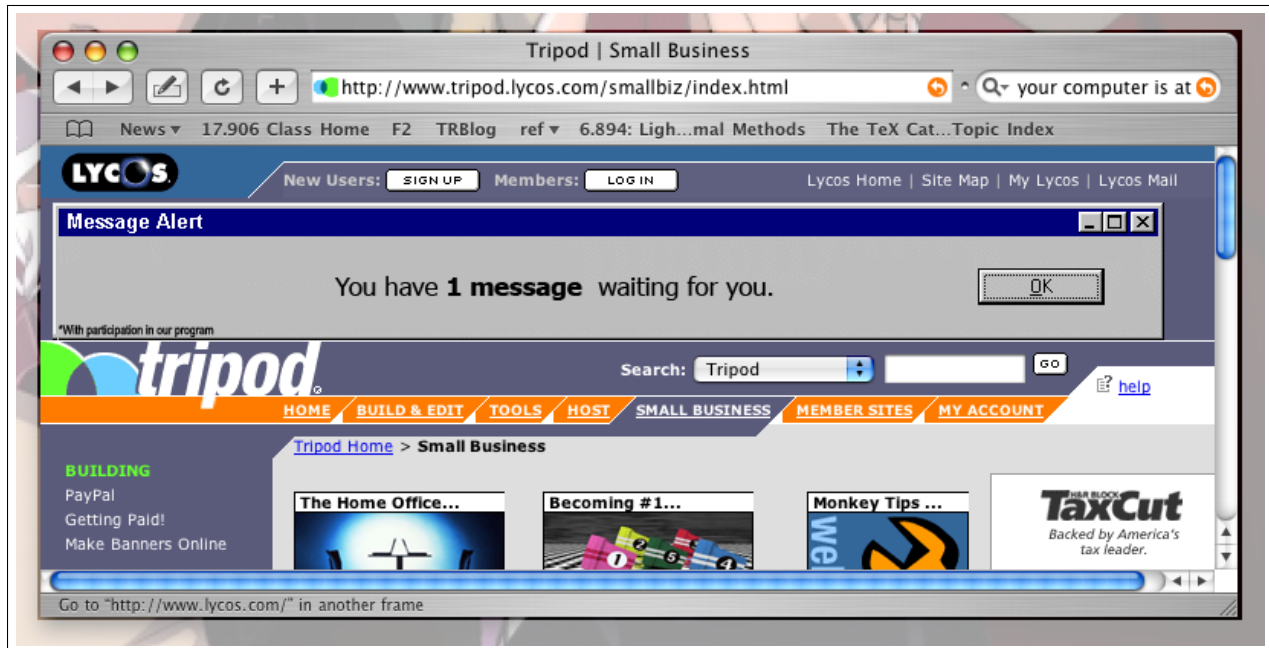 Tripod | Small Business
http://www.tripod.lycos.com/smallbiz/index.html your computer is at
News 17.906 Class Home F2 TRBlog ref 6.894: Ligh...mal Methods The TeX Cat...Topic Index
LYCOS New Users: SIGN UP Members: LOG IN Lycos Home | Site Map | My Lycos | Lycos Mail
Message Alert
You have 1 message waiting for you. OK
*With participation in our program
tripod Search: Tripod GO
help
HOME BUILD & EDIT TOOLS HOST SMALL BUSINESS MEMBER SITES MY ACCOUNT
Tripod Home > Small Business
BUILDING
PayPal
Getting Paid!
Make Banners Online
The Home Office... Becoming #1... Monkey Tips ...
we
1 2 5 4
H&R BLOCK
TaxCut
Backed by America's
tax leader.
Go to "http://www.lycos.com/" in another frame